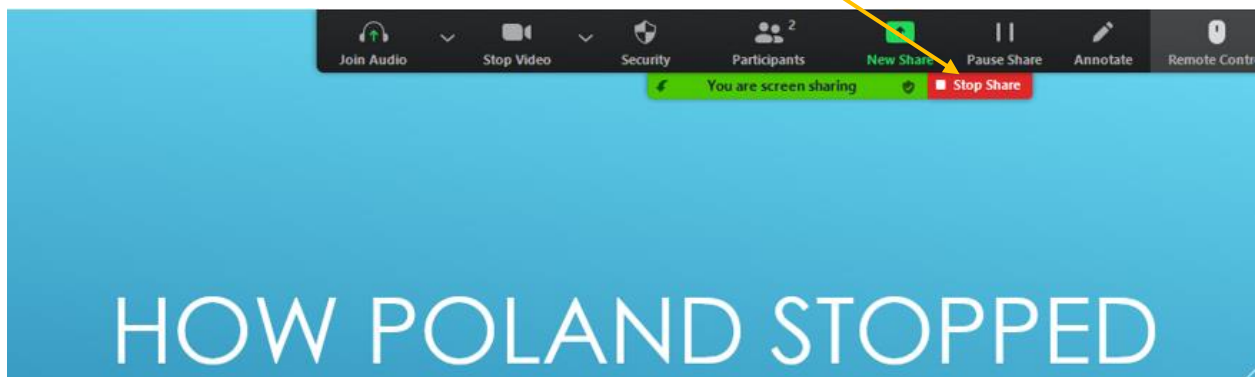 2
Join Audio Stop Video Security Participants New Share Pause Share Annotate Remote Contr
You are screen sharing Stop Share
HOW POLAND STOPPED